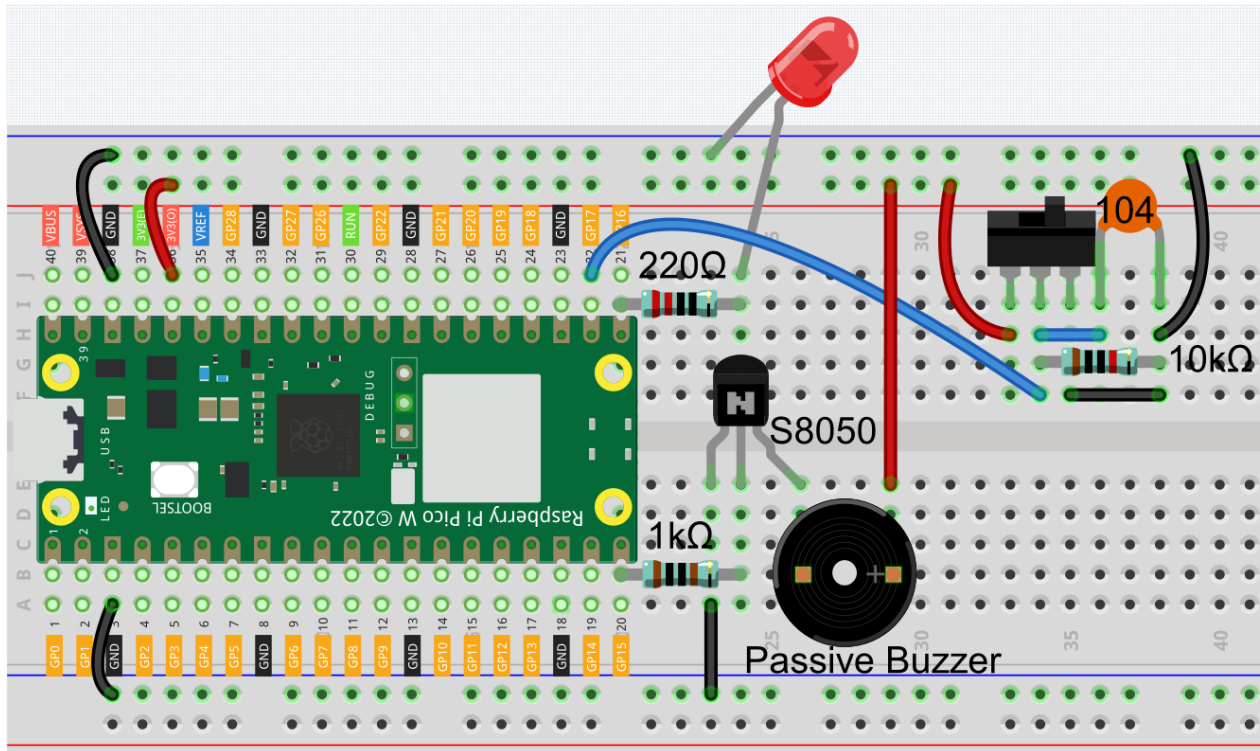 VBUS VSYS GND 3V3(E) 3V3(O) VREF GP28 GND GP27 GP26 RUN GP22 GND GP21 GP20 GP19 GP18 GND GP17 GP16
40 39 38 37 36 35 34 33 32 31 30 29 28 27 26 25 24 23 22 21
30
104
40
J
220Ω
I
H
39
G
10kΩ
F
DEBUG
USB
S8050
E
BOOTSEL
LED
D
1
2
Raspberry Pi Pico W ©2022
C
1kΩ
B
+
A
1 2 3 4 5 6 7 8 9 10 11 12 13 14 15 16 17 18 19 20
25
30
35
40
GP0 GP1 GND GP2 GP3 GP4 GP5 GND GP6 GP7 GP8 GP9 GND GP10 GP11 GP12 GP13 GND GP14 GP15
Passive Buzzer